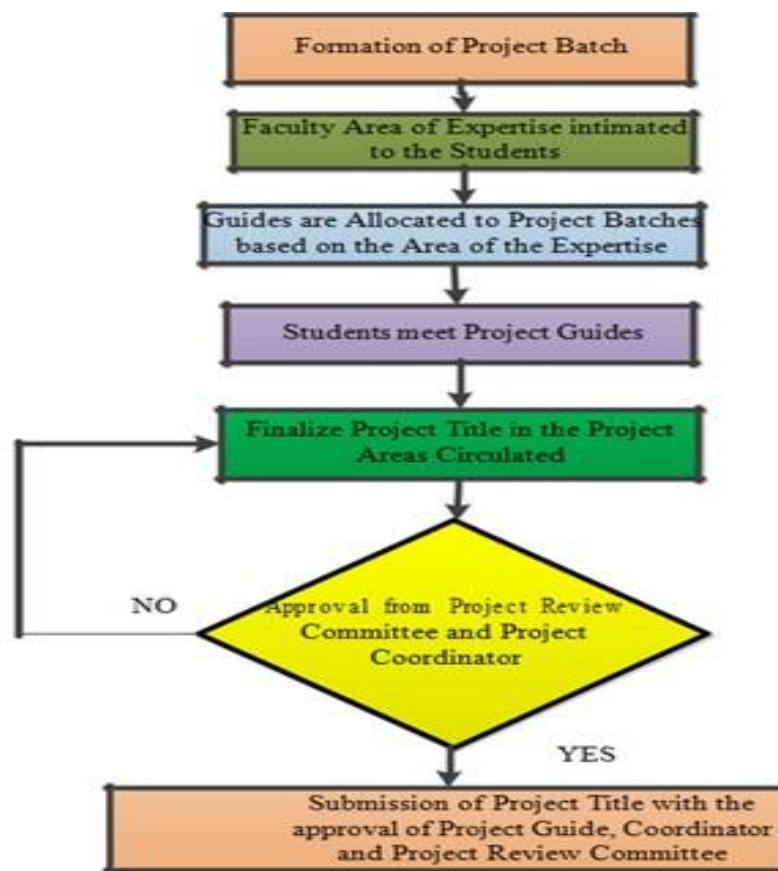 Formation of Project Batch
Faculty Area of Expertise intimated
to the Students
Guides are Allocated to Project Batches
based on the Area of the Expertise
Students meet Project Guides
Finalize Project Title in the Project
Areas Circulated
Approval from Project Review
Committee and Project
Coordinator
NO
YES
Submission of Project Title with the
approval of Project Guide, Coordinator
and Project Review Committee